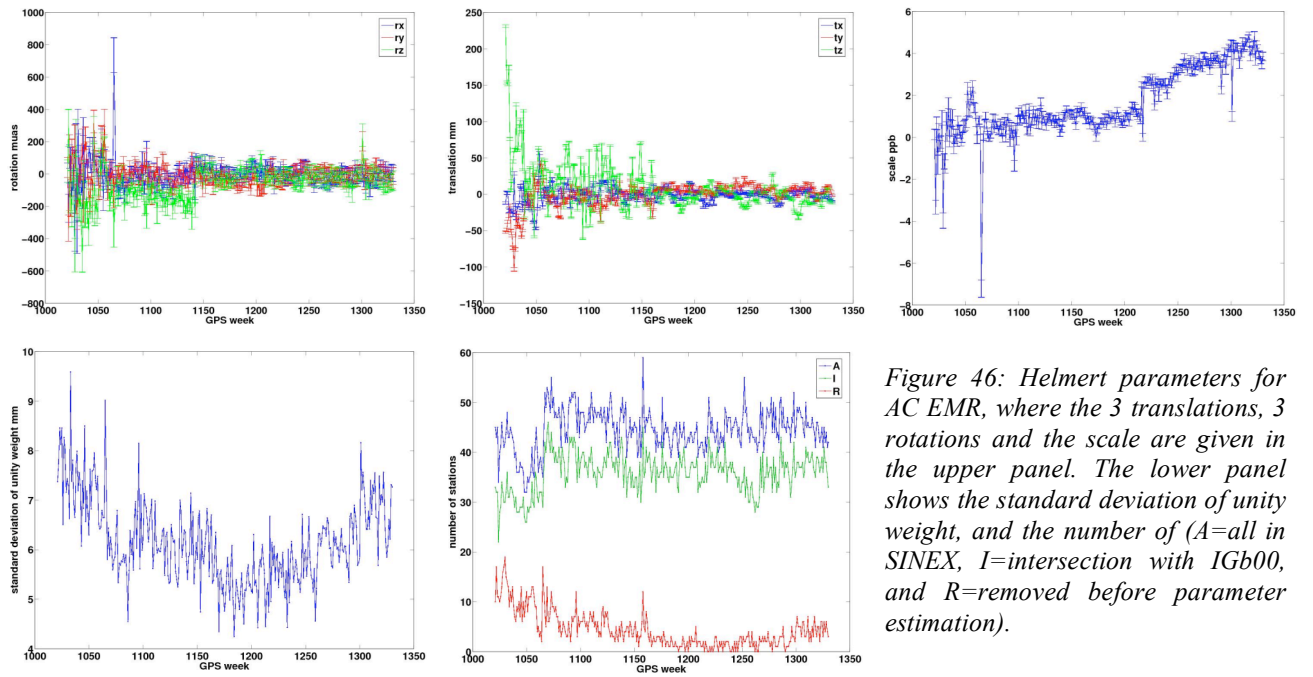 1000
800
600
400
200
0
−200
−400
−600
−800
1000 1050 1100 1150 1200 1250 1300 1350
rotation muas
GPS week
rx
ry
rz
250
200
150
100
50
0
−50
−100
−150
1000 1050 1100 1150 1200 1250 1300 1350
translation mm
GPS week
tx
ty
tz
6
4
2
0
−2
−4
−6
−8
1000 1050 1100 1150 1200 1250 1300 1350
scale ppb
GPS week
10
9
8
7
6
5
4
1000 1050 1100 1150 1200 1250 1300 1350
standard deviation of unity weight mm
GPS week
60
50
40
30
20
10
0
1000 1050 1100 1150 1200 1250 1300 1350
number of stations
GPS week
A
I
R
Figure 46: Helmert parameters for
AC EMR, where the 3 translations, 3
rotations and the scale are given in
the upper panel. The lower panel
shows the standard deviation of unity
weight, and the number of (A=all in
SINEX, I=intersection with IGb00,
and R=removed before parameter
estimation).